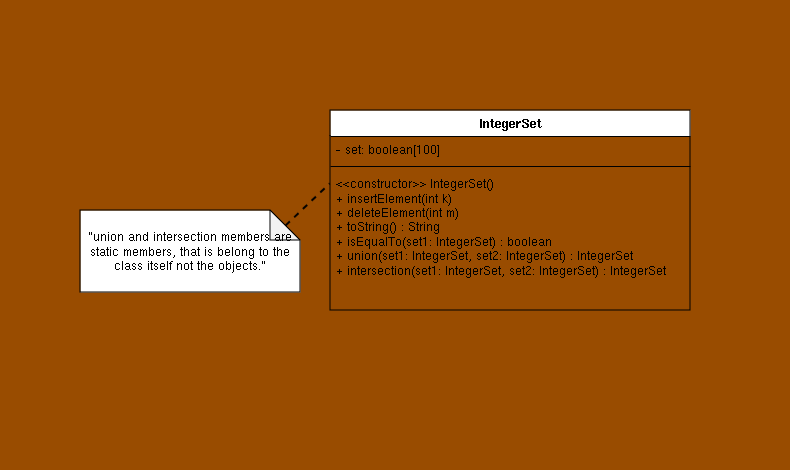 IntegerSet
- set: boolean[100]
<<constructor>> IntegerSet()
+ insertElement(int k)
+ deleteElement(int m)
+ toString() : String
+ isEqualTo(set1: IntegerSet) : boolean
+ union(set1: IntegerSet, set2: IntegerSet) : IntegerSet
+ intersection(set1: IntegerSet, set2: IntegerSet) : IntegerSet
"union and intersection members are
static members, that is belong to the
class itself not the objects."